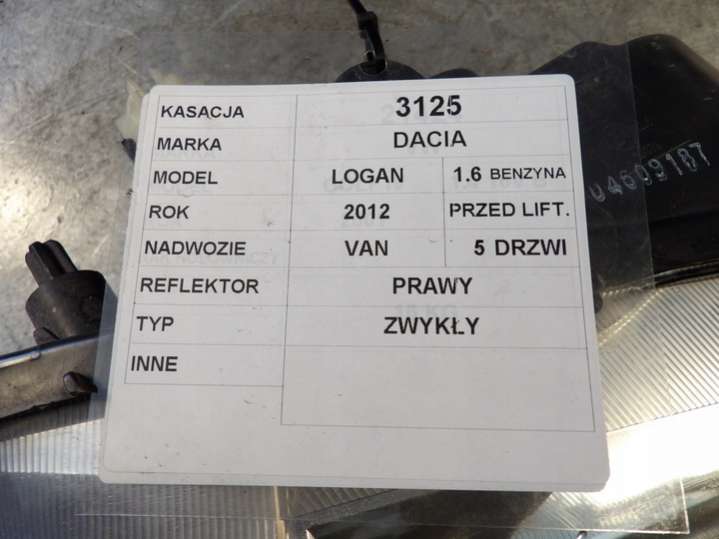 KASACJA 3125
MARKA DACIA
MODEL LOGAN 1.6 BENZYNA
ROK 2012 PRZED LIFT.
NADWOZIE VAN 5 DRZWI
REFLEKTOR PRAWY
TYP ZWYKŁY
INNE
U4609187